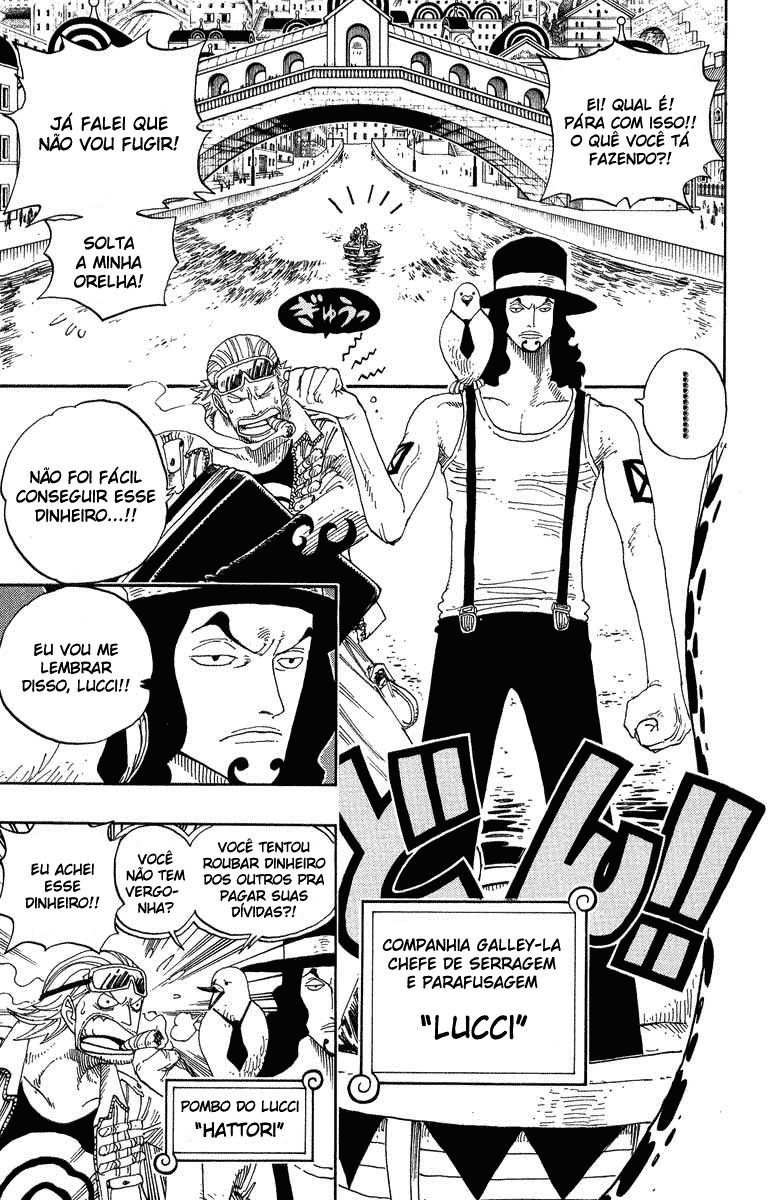 EI! QUAL É!
PÁRA COM ISSO!!
O QUÊ VOCÊ TÁ
FAZENDO?!
JÁ FALEI QUE
NÃO VOU FUGIR!
SOLTA
A MINHA
ORELHA!
ぎゅうっ
.........
NÃO FOI FÁCIL
CONSEGUIR ESSE
DINHEIRO...!!
EU VOU ME
LEMBRAR
DISSO, LUCCI!!
どん!!
COMPANHIA GALLEY-LA
CHEFE DE SERRAGEM
E PARAFUSAGEM
"LUCCI"
VOCÊ TENTOU
ROUBAR DINHEIRO
DOS OUTROS PRA
PAGAR SUAS
DÍVIDAS?!
VOCÊ
NÃO TEM
VERGO-
NHA?
EU ACHEI
ESSE
DINHEIRO!!
POMBO DO LUCCI
"HATTORI"